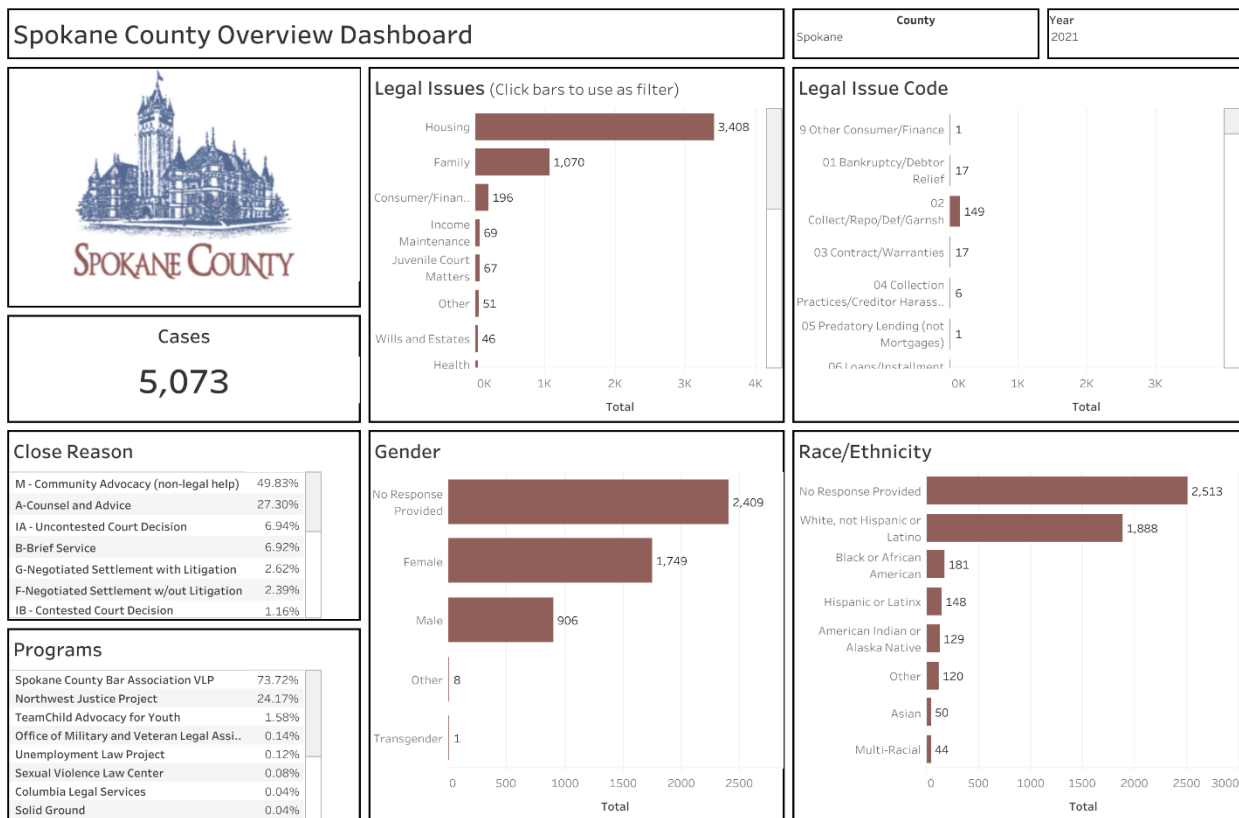 Spokane County Overview Dashboard
County
Spokane
Year
2021
SPOKANE COUNTY
Cases
5,073
Legal Issues (Click bars to use as filter)
Housing 3,408
Family 1,070
Consumer/Finan.. 196
Income
Maintenance 69
Juvenile Court
Matters 67
Other 51
Wills and Estates 46
Health
0K 1K 2K 3K 4K
Total
Legal Issue Code
9 Other Consumer/Finance 1
01 Bankruptcy/Debtor
Relief 17
02
Collect/Repo/Def/Garnsh 149
03 Contract/Warranties 17
04 Collection
Practices/Creditor Harass.. 6
05 Predatory Lending (not
Mortgages) 1
06 Loans/Installment
0K 1K 2K 3K
Total
Close Reason
M - Community Advocacy (non-legal help) 49.83%
A-Counsel and Advice 27.30%
IA - Uncontested Court Decision 6.94%
B-Brief Service 6.92%
G-Negotiated Settlement with Litigation 2.62%
F-Negotiated Settlement w/out Litigation 2.39%
IB - Contested Court Decision 1.16%
Programs
Spokane County Bar Association VLP 73.72%
Northwest Justice Project 24.17%
TeamChild Advocacy for Youth 1.58%
Office of Military and Veteran Legal Assi.. 0.14%
Unemployment Law Project 0.12%
Sexual Violence Law Center 0.08%
Columbia Legal Services 0.04%
Solid Ground 0.04%
Gender
No Response
Provided 2,409
Female 1,749
Male 906
Other 8
Transgender 1
0 500 1000 1500 2000 2500
Total
Race/Ethnicity
No Response Provided 2,513
White, not Hispanic or
Latino 1,888
Black or African
American 181
Hispanic or Latinx 148
American Indian or
Alaska Native 129
Other 120
Asian 50
Multi-Racial 44
0 500 1000 1500 2000 2500 3000
Total